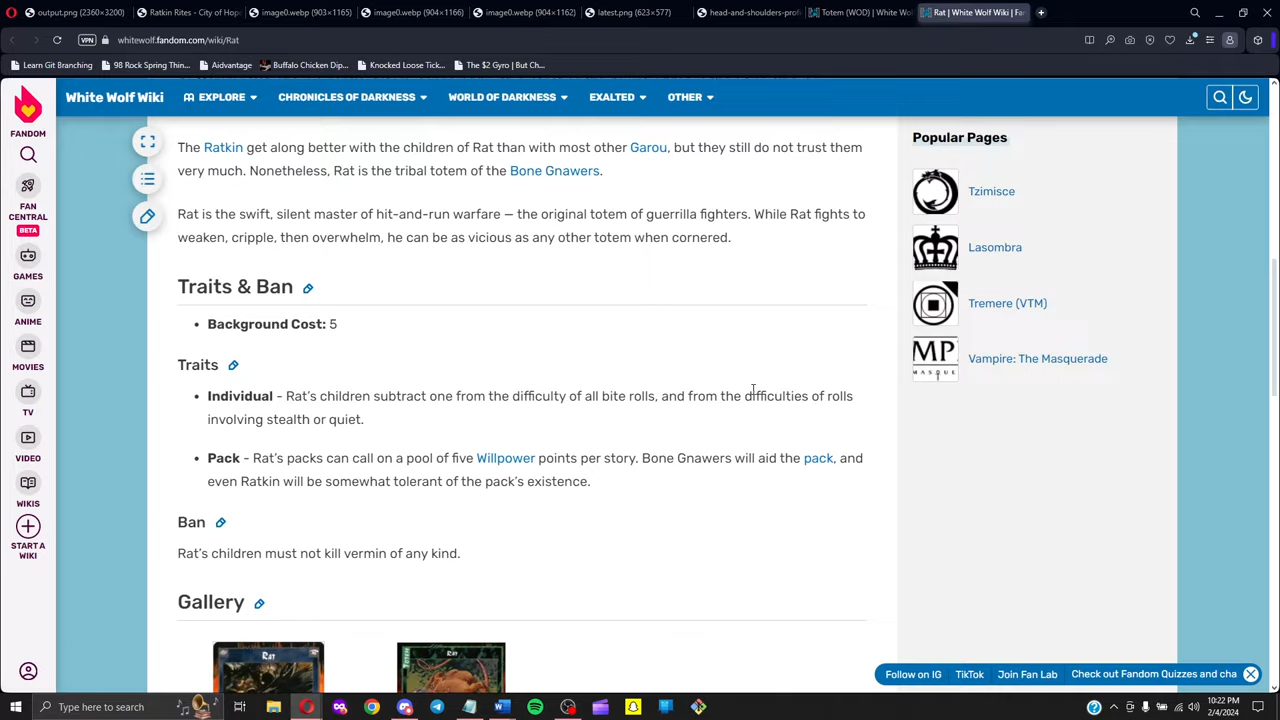 output.png (2360×3200)
Ratkin Rites - City of Hop
image0.webp (903×1165)
image0.webp (904×1166)
image0.webp (904×1162)
latest.png (623×577)
head-and-shoulders-prof
Totem (WOD) | White Wo
Rat | White Wolf Wiki | Fa
VPN
whitewolf.fandom.com/wiki/Rat
Learn Git Branching
98 Rock Spring Thin...
Aidvantage
Buffalo Chicken Dip...
Knocked Loose Tick...
The $2 Gyro | But Ch...
White Wolf Wiki
EXPLORE
CHRONICLES OF DARKNESS
WORLD OF DARKNESS
EXALTED
OTHER
FANDOM
FAN
CENTRAL
BETA
GAMES
ANIME
MOVIES
TV
VIDEO
WIKIS
START A
WIKI
The Ratkin get along better with the children of Rat than with most other Garou, but they still do not trust them
very much. Nonetheless, Rat is the tribal totem of the Bone Gnawers.
Rat is the swift, silent master of hit-and-run warfare — the original totem of guerrilla fighters. While Rat fights to
weaken, cripple, then overwhelm, he can be as vicious as any other totem when cornered.
Traits & Ban
• Background Cost: 5
Traits
• Individual - Rat's children subtract one from the difficulty of all bite rolls, and from the difficulties of rolls
involving stealth or quiet.
• Pack - Rat's packs can call on a pool of five Willpower points per story. Bone Gnawers will aid the pack, and
even Ratkin will be somewhat tolerant of the pack's existence.
Ban
Rat's children must not kill vermin of any kind.
Gallery
RAT
RAT
Popular Pages
Tzimisce
Lasombra
Tremere (VTM)
MP
MASQUE
Vampire: The Masquerade
Follow on IG
TikTok
Join Fan Lab
Check out Fandom Quizzes and cha
Type here to search
10:22 PM
2/4/2024